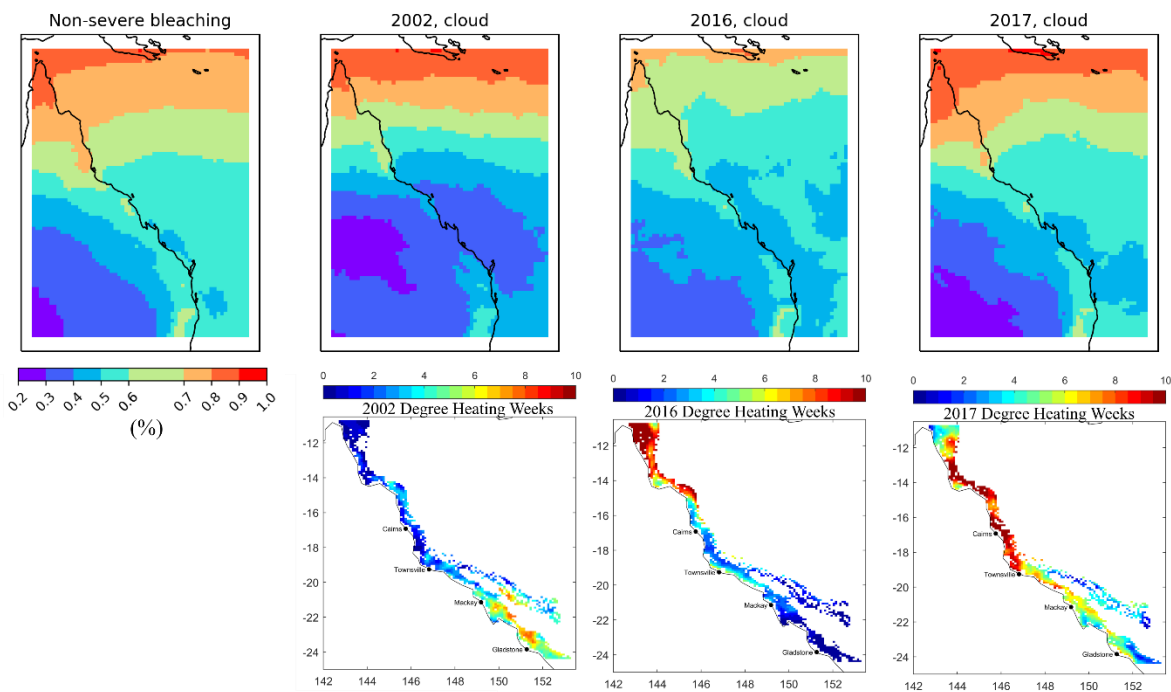 Non-severe bleaching
2002, cloud
2016, cloud
2017, cloud
0.2 0.3 0.4 0.5 0.6 0.7 0.8 0.9 1.0
(%)
0 2 4 6 8 10
2002 Degree Heating Weeks
-12
-14
-16
-18
-20
-22
-24
Cairns
Townsville
Mackay
Gladstone
142 144 146 148 150 152
0 2 4 6 8 10
2016 Degree Heating Weeks
-12
-14
-16
-18
-20
-22
-24
Cairns
Townsville
Mackay
Gladstone
142 144 146 148 150 152
0 2 4 6 8 10
2017 Degree Heating Weeks
-12
-14
-16
-18
-20
-22
-24
Cairns
Townsville
Mackay
Gladstone
142 144 146 148 150 152